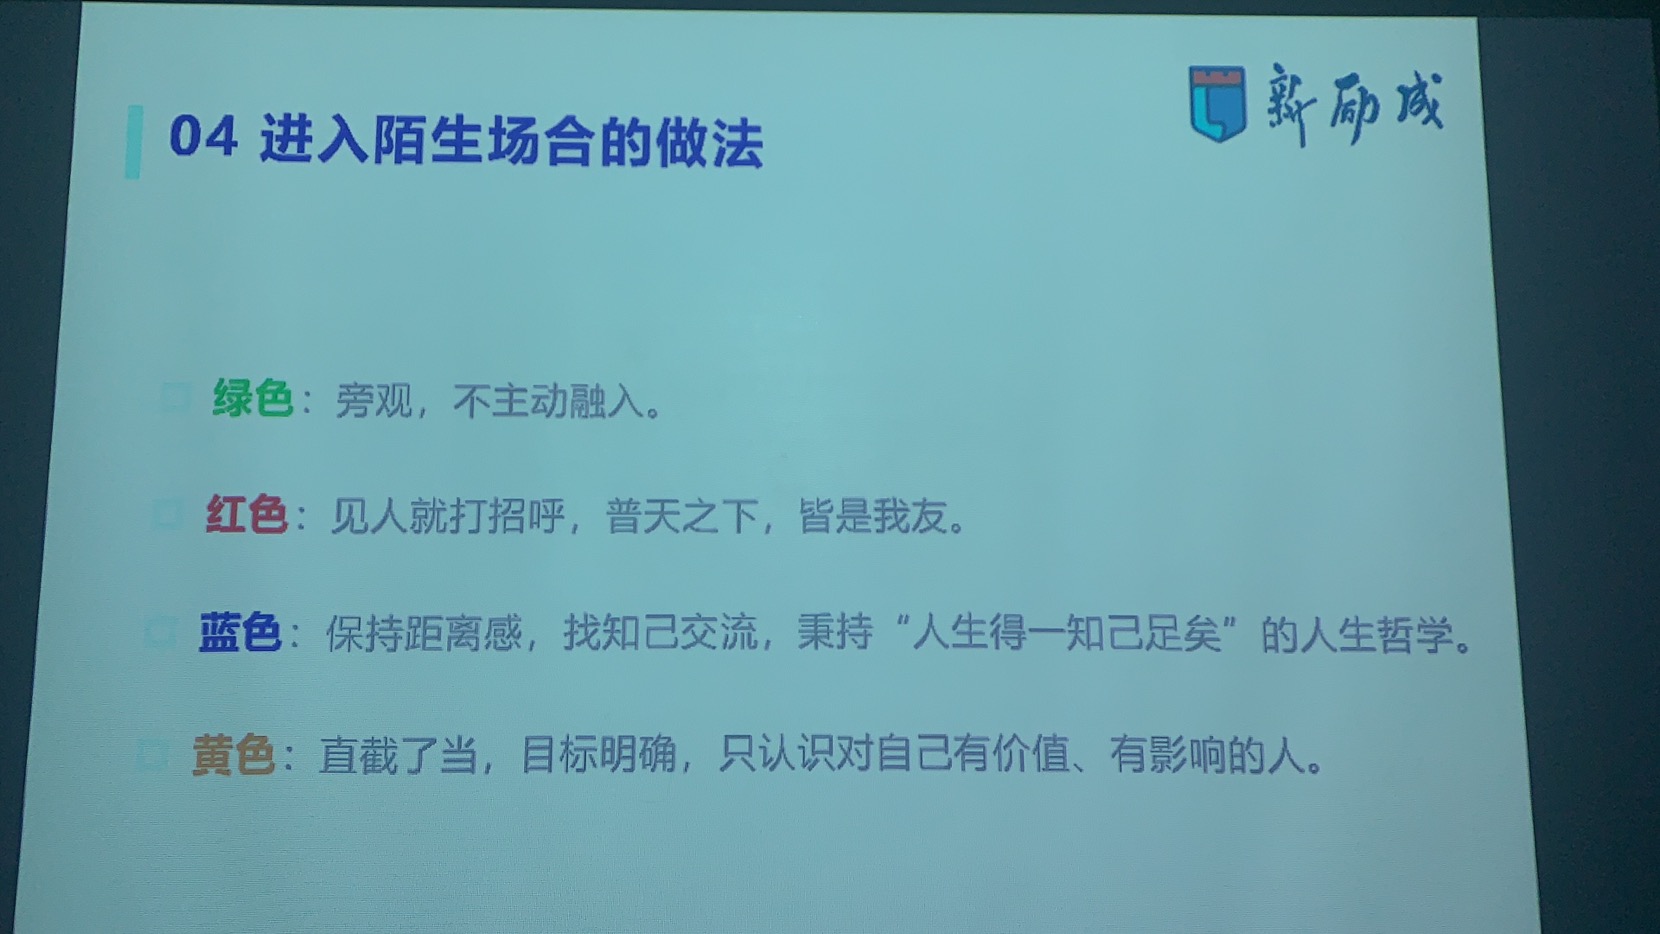 新励成
04 进入陌生场合的做法
绿色：旁观，不主动融入。
红色：见人就打招呼，普天之下，皆是我友。
蓝色：保持距离感，找知己交流，秉持“人生得一知己足矣”的人生哲学。
黄色：直截了当，目标明确，只认识对自己有价值、有影响的人。